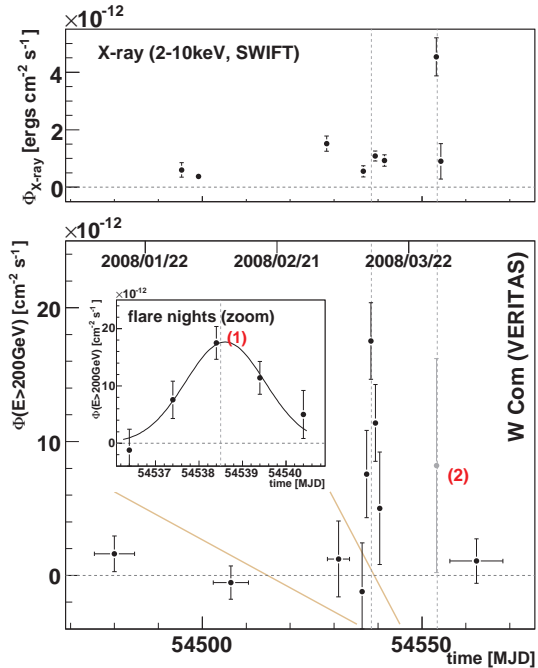 ×10⁻¹²
X-ray (2-10keV, SWIFT)
Φ_X-ray [ergs cm⁻² s⁻¹]
4
2
0
×10⁻¹²
2008/01/22 2008/02/21 2008/03/22
Φ(E>200GeV) [cm⁻² s⁻¹]
W Com (VERITAS)
20
10
0
×10⁻¹²
flare nights (zoom)
Φ(E>200GeV) [cm⁻² s⁻¹]
20
10
0
(1)
54537 54538 54539 54540
time [MJD]
(2)
54500 54550
time [MJD]